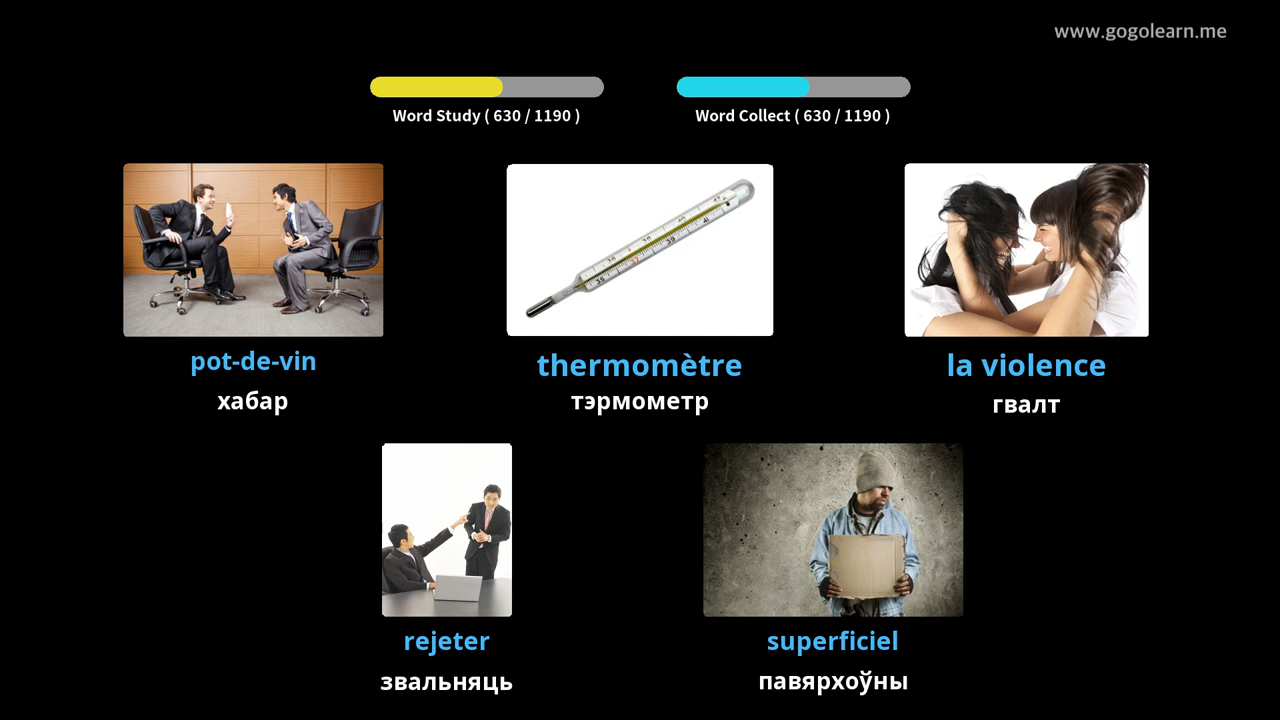 www.gogolearn.me
Word Study ( 630 / 1190 )
Word Collect ( 630 / 1190 )
pot-de-vin
хабар
thermomètre
тэрмометр
la violence
гвалт
rejeter
звальняць
superficiel
павярхоўны